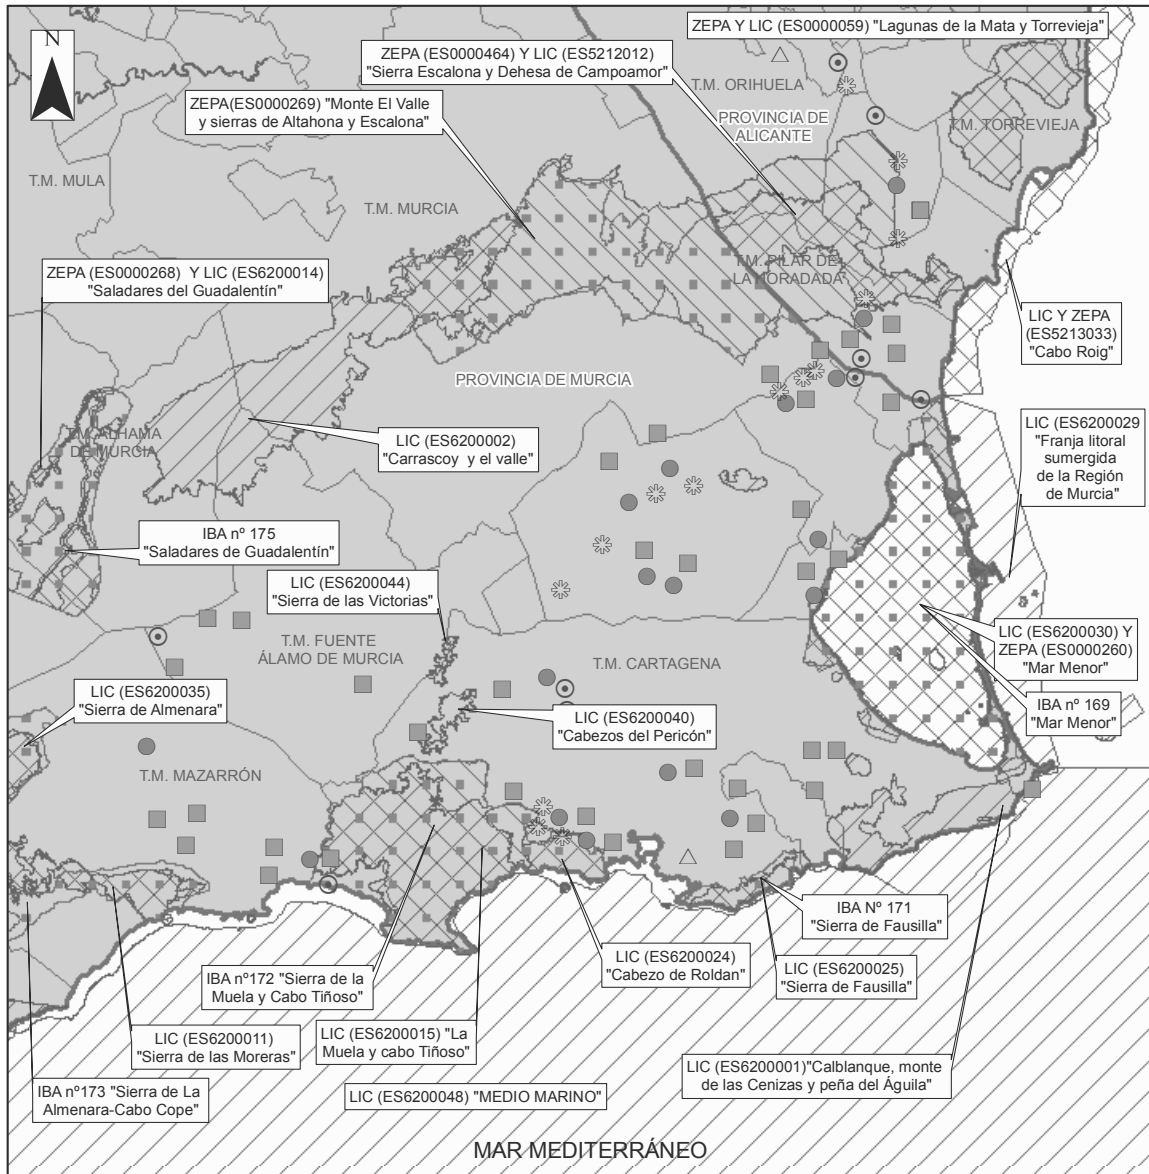 ZEPA Y LIC (ES0000059) "Lagunas de la Mata y Torrevieja"
N
ZEPA (ES0000464) Y LIC (ES5212012)
"Sierra Escalona y Dehesa de Campoamor"
T.M. ORIHUELA
ZEPA(ES0000269) "Monte El Valle
y sierras de Altahona y Escalona"
PROVINCIA DE
ALICANTE
T.M. TORREVIEJA
T.M. MULA
T.M. MURCIA
ZEPA (ES0000268) Y LIC (ES6200014)
"Saladares del Guadalentín"
T.M. PILAR DE
LA HORADADA
LIC Y ZEPA
(ES5213033)
"Cabo Roig"
PROVINCIA DE MURCIA
T.M. ALHAMA
DE MURCIA
LIC (ES6200002)
"Carrascoy y el valle"
LIC (ES6200029
"Franja litoral
sumergida
de la Región
de Murcia"
IBA nº 175
"Saladares de Guadalentín"
LIC (ES6200044)
"Sierra de las Victorias"
T.M. FUENTE
ÁLAMO DE MURCIA
T.M. CARTAGENA
LIC (ES6200030) Y
ZEPA (ES0000260)
"Mar Menor"
LIC (ES6200035)
"Sierra de Almenara"
IBA nº 169
"Mar Menor"
LIC (ES6200040)
"Cabezos del Pericón"
T.M. MAZARRÓN
IBA Nº 171
"Sierra de Fausilla"
LIC (ES6200024)
"Cabezo de Roldan"
LIC (ES6200025)
"Sierra de Fausilla"
IBA nº172 "Sierra de la
Muela y Cabo Tiñoso"
LIC (ES6200011)
"Sierra de las Moreras"
LIC (ES6200015) "La
Muela y cabo Tiñoso"
LIC (ES6200001)"Calblanque, monte
de las Cenizas y peña del Águila"
IBA nº173 "Sierra de La
Almenara-Cabo Cope"
LIC (ES6200048) "MEDIO MARINO"
MAR MEDITERRÁNEO